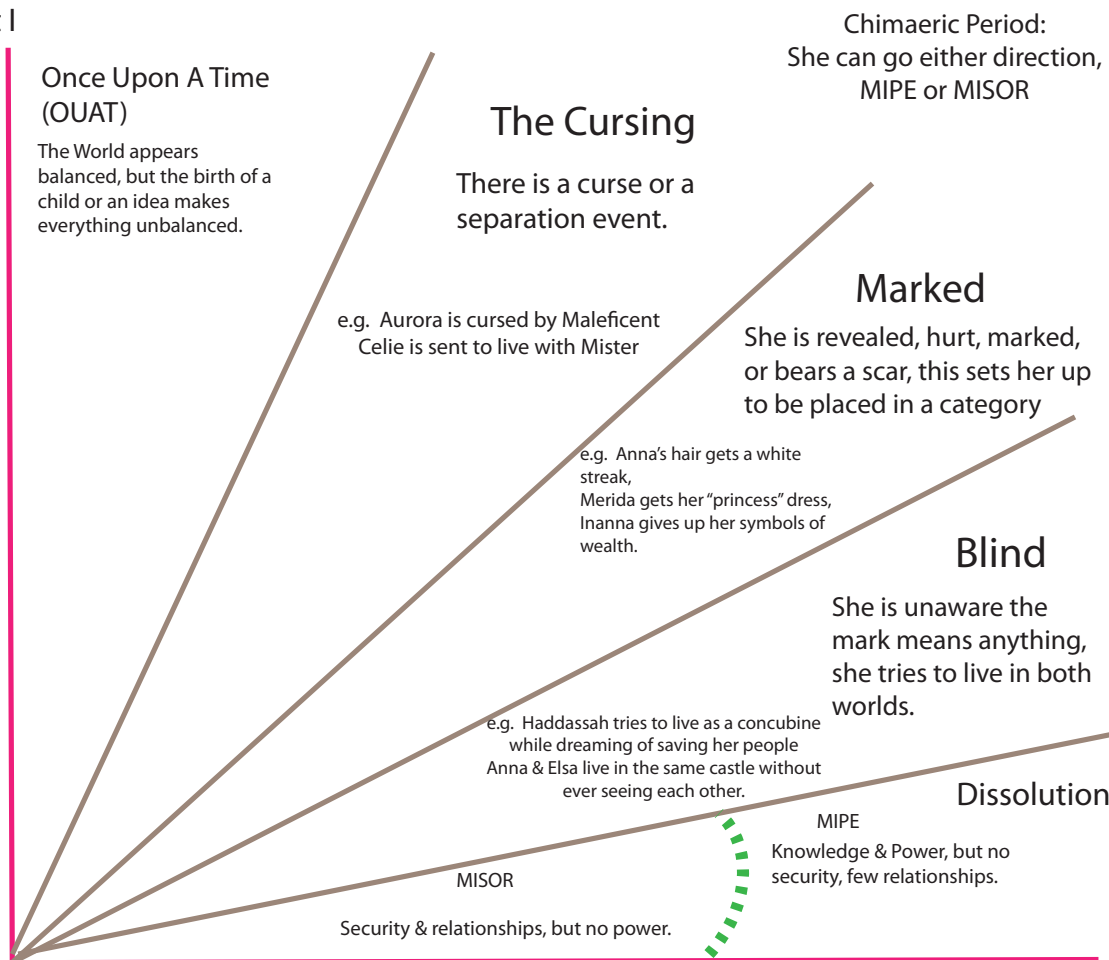 Once Upon A Time
(OUAT)
The World appears
balanced, but the birth of a
child or an idea makes
everything unbalanced.
Chimaeric Period:
She can go either direction,
MIPE or MISOR
The Cursing
There is a curse or a
separation event.
e.g. Aurora is cursed by Maleficent
Celie is sent to live with Mister
Marked
She is revealed, hurt, marked,
or bears a scar, this sets her up
to be placed in a category
e.g. Anna's hair gets a white
streak,
Merida gets her "princess" dress,
Inanna gives up her symbols of
wealth.
Blind
She is unaware the
mark means anything,
she tries to live in both
worlds.
e.g. Haddassah tries to live as a concubine
while dreaming of saving her people
Anna & Elsa live in the same castle without
ever seeing each other.
Dissolution
MIPE
Knowledge & Power, but no
security, few relationships.
MISOR
Security & relationships, but no power.